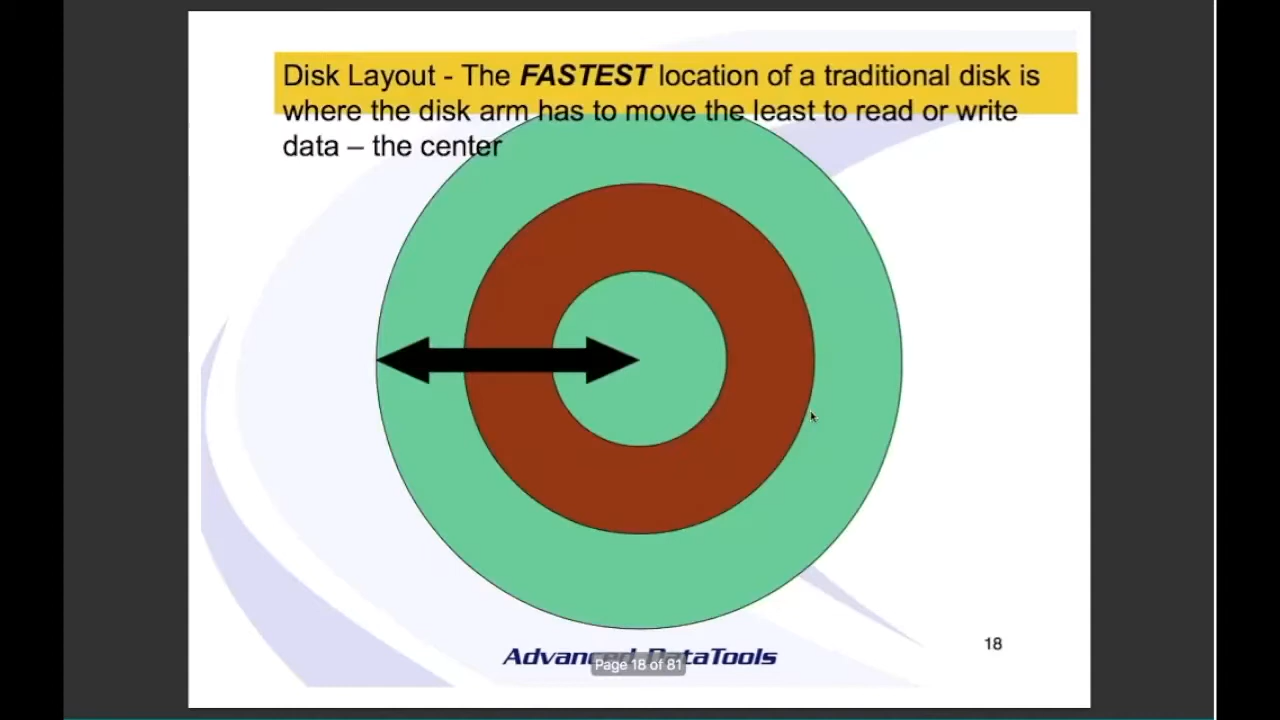 Disk Layout - The FASTEST location of a traditional disk is
where the disk arm has to move the least to read or write
data – the center
18
Advanced DataTools
Page 18 of 81